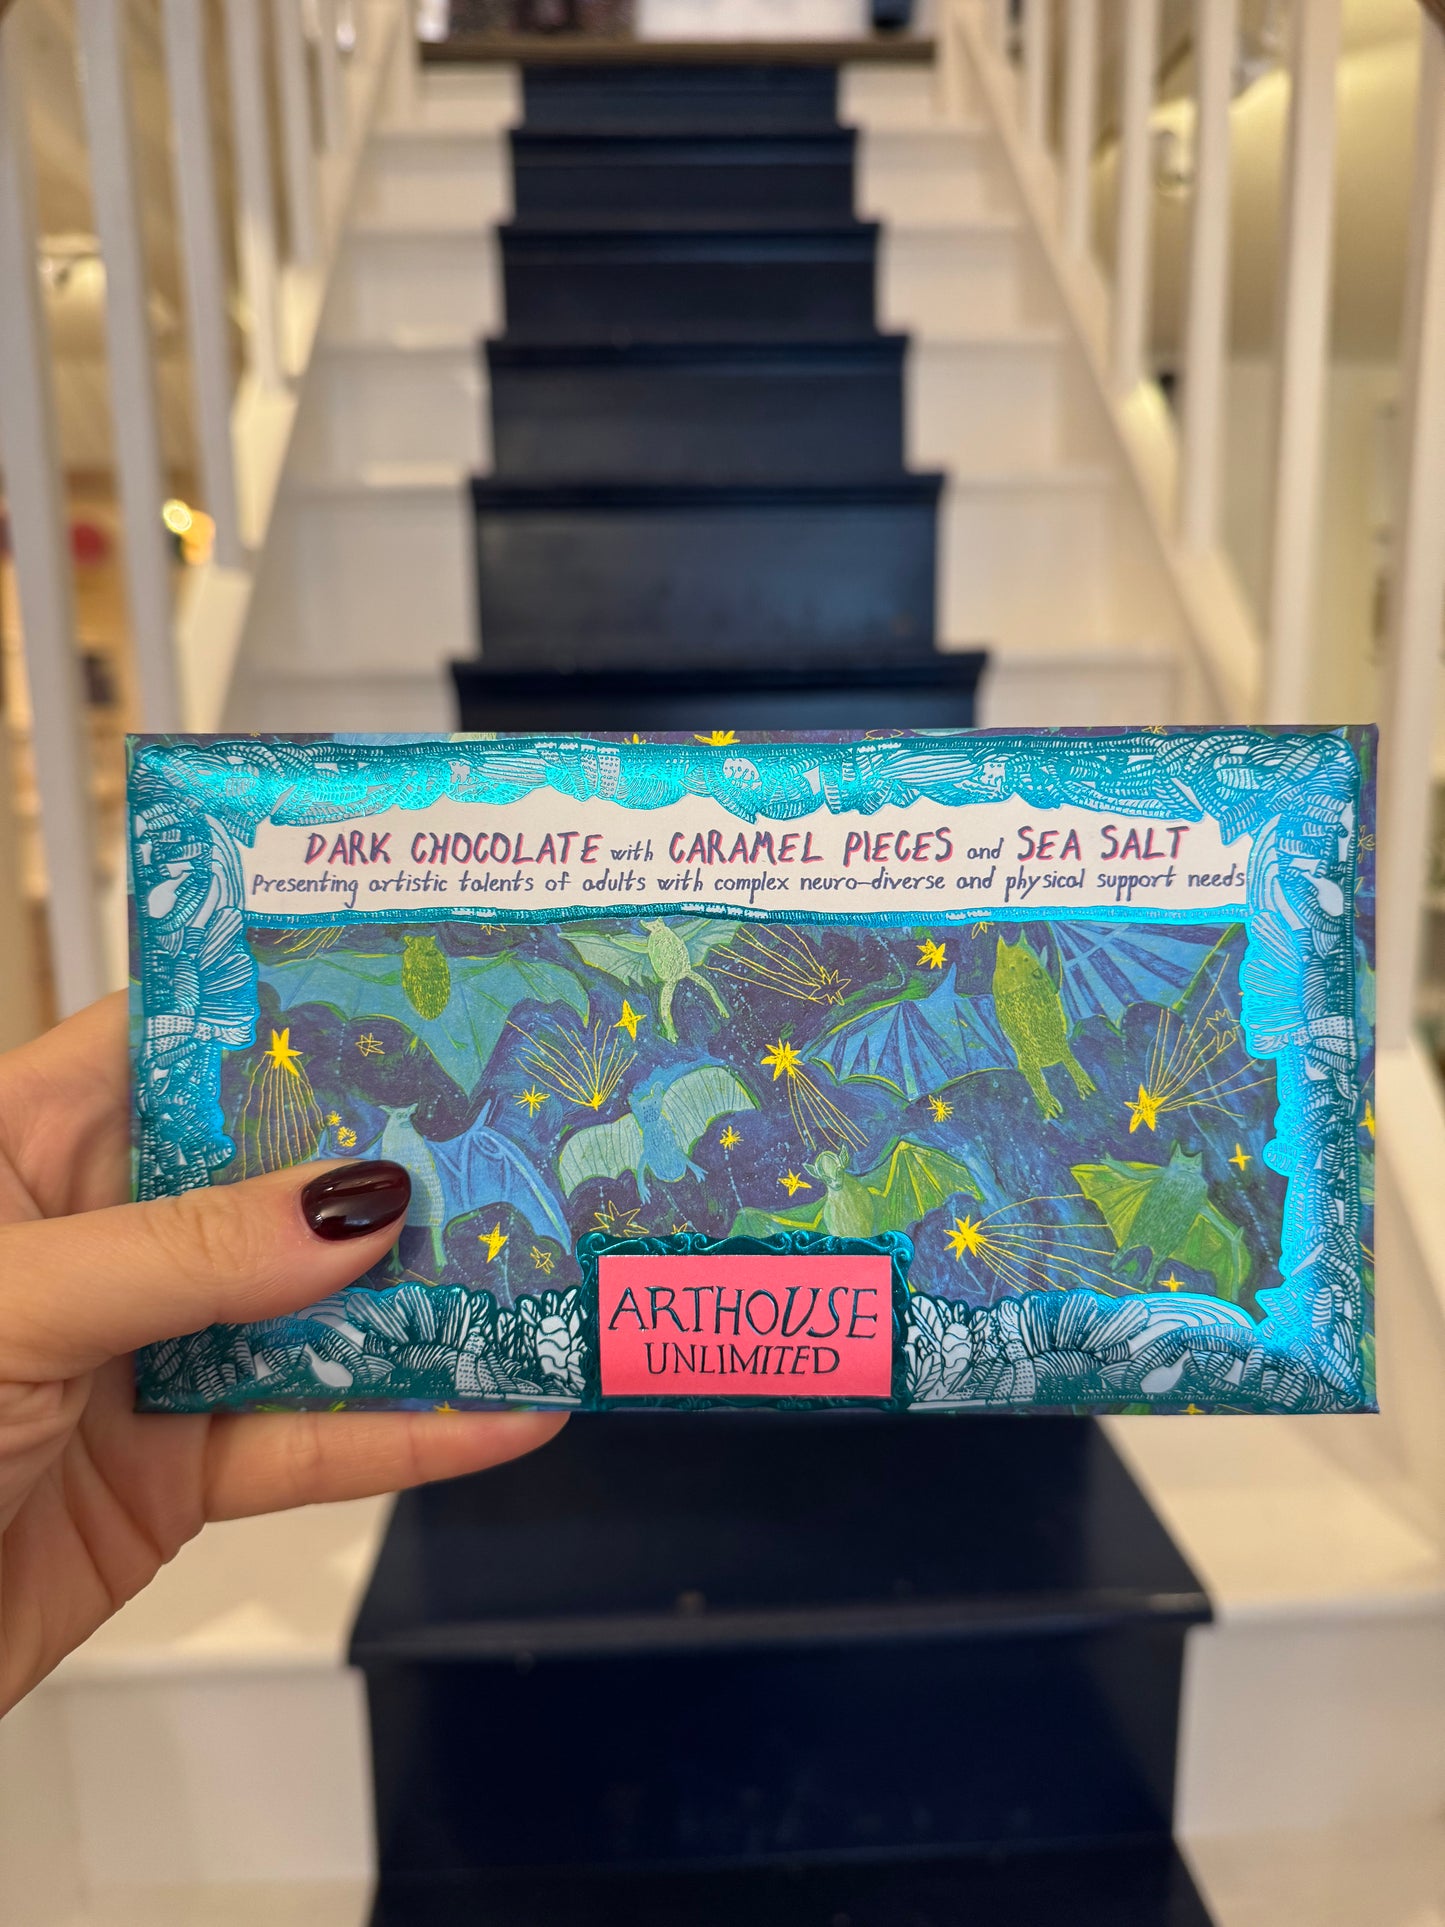 DARK CHOCOLATE with CARAMEL PIECES and SEA SALT
Presenting artistic talents of adults with complex neuro-diverse and physical support needs
ARTHOUSE
UNLIMITED